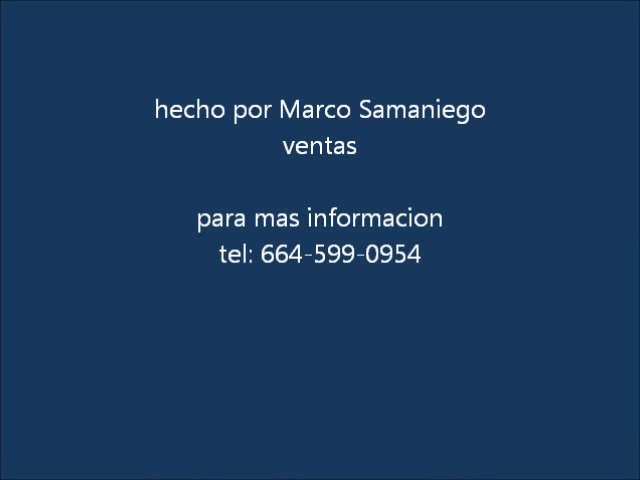 hecho por Marco Samaniego
ventas
para mas informacion
tel: 664-599-0954